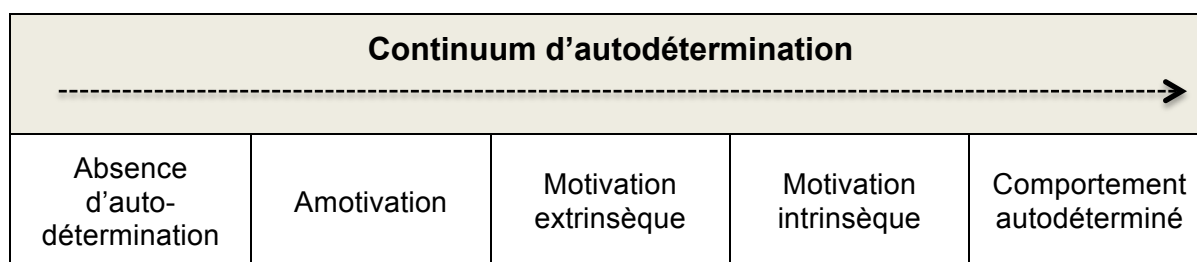 Continuum d’autodétermination
Absence
d’auto-
détermination
Amotivation
Motivation
extrinsèque
Motivation
intrinsèque
Comportement
autodéterminé